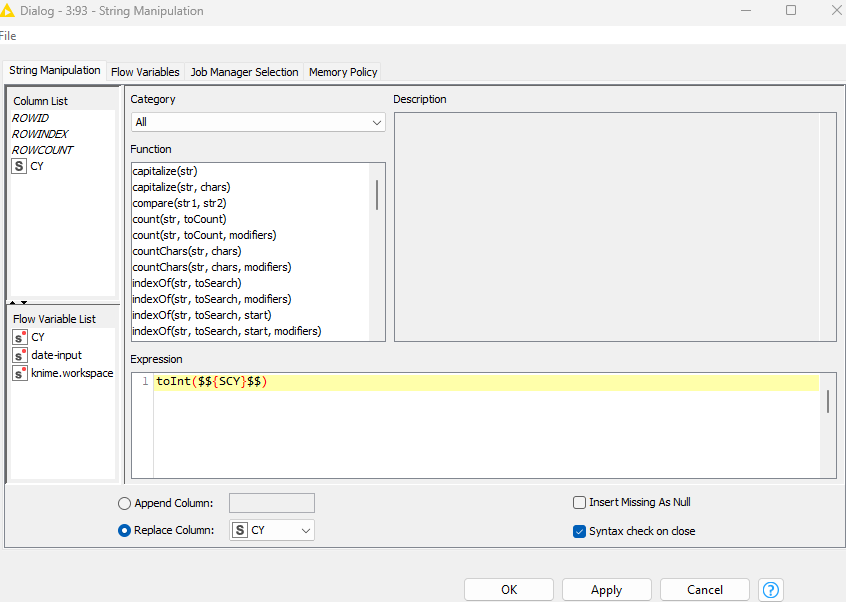 Dialog - 3:93 - String Manipulation
File
String Manipulation Flow Variables Job Manager Selection Memory Policy
Column List
ROWID
ROWINDEX
ROWCOUNT
S CY
Flow Variable List
s CY
s date-input
s knime.workspace
Category
All
Function
capitalize(str)
capitalize(str, chars)
compare(str1, str2)
count(str, toCount)
count(str, toCount, modifiers)
countChars(str, chars)
countChars(str, chars, modifiers)
indexOf(str, toSearch)
indexOf(str, toSearch, modifiers)
indexOf(str, toSearch, start)
indexOf(str, toSearch, start, modifiers)
Description
Expression
1 toInt($${SCY}$$)
Append Column:
Replace Column: S CY
Insert Missing As Null
Syntax check on close
OK Apply Cancel ?